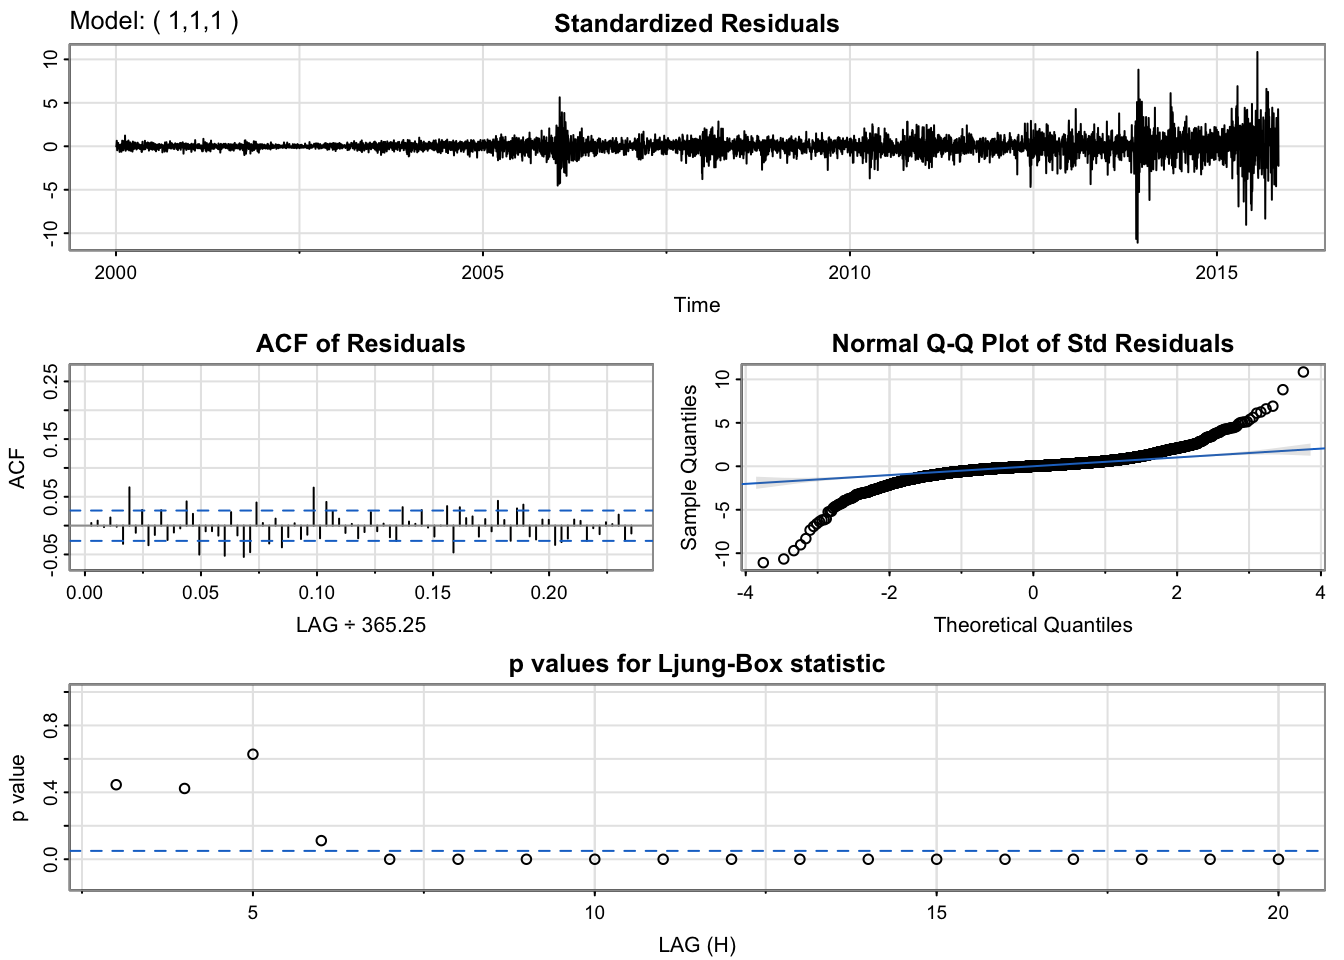 Model: ( 1,1,1 )
Standardized Residuals
10
5
0
-5
-10
2000 2005 2010 2015
Time
ACF of Residuals
ACF
0.25
0.15
0.05
-0.05
0.00 0.05 0.10 0.15 0.20
LAG ÷ 365.25
Normal Q-Q Plot of Std Residuals
Sample Quantiles
10
5
0
-5
-10
-4 -2 0 2 4
Theoretical Quantiles
p values for Ljung-Box statistic
p value
0.8
0.4
0.0
5 10 15 20
LAG (H)